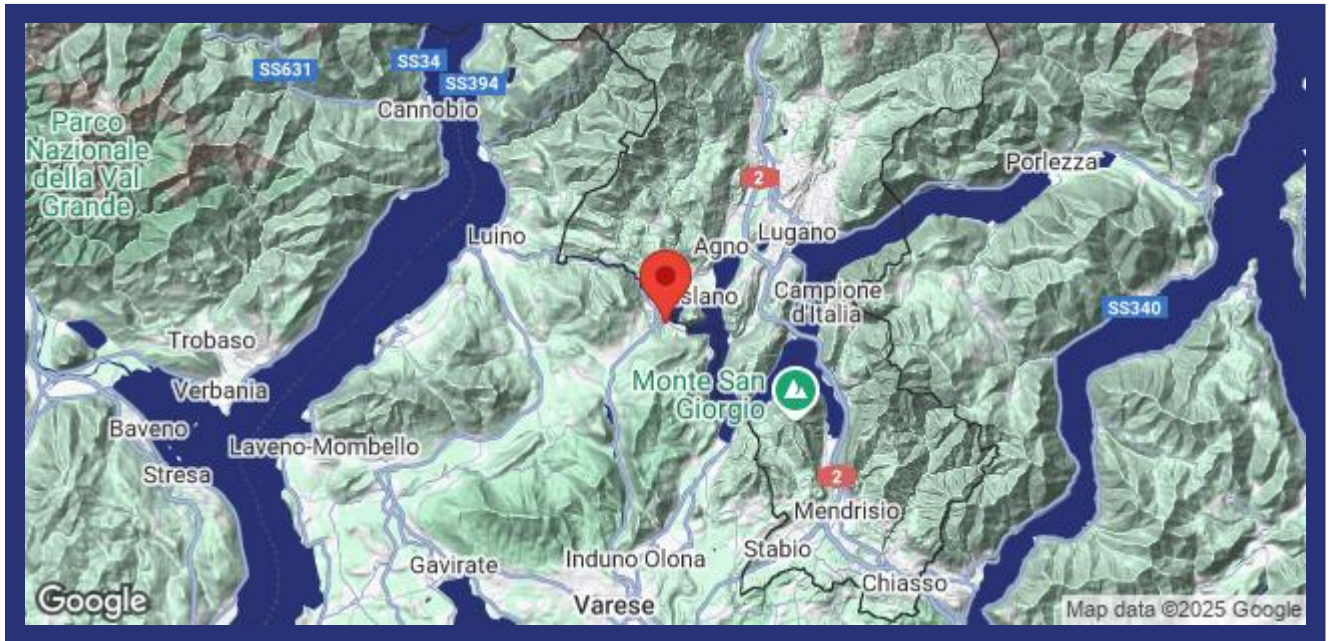 SS34
SS631
SS394
Cannobio
Parco
Nazionale
della Val
Grande
Porlezza
2
Luino
Agno
Lugano
slano
Campione
d'Italia
SS340
Trobaso
Verbania
Monte San
Giorgio
Baveno
Laveno-Mombello
Stresa
2
Mendrisio
Stabio
Induno Olona
Gavirate
Chiasso
Varese
Google
Map data ©2025 Google